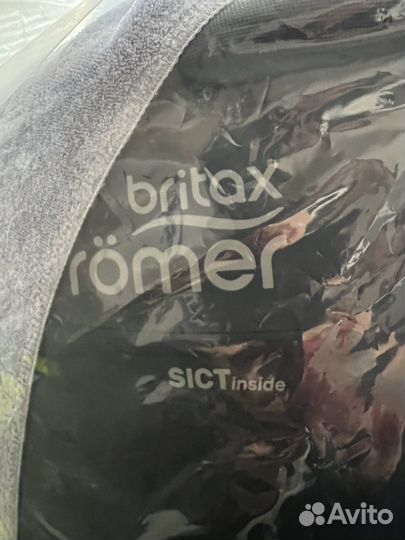 britax
römer
SICTinside
Avito